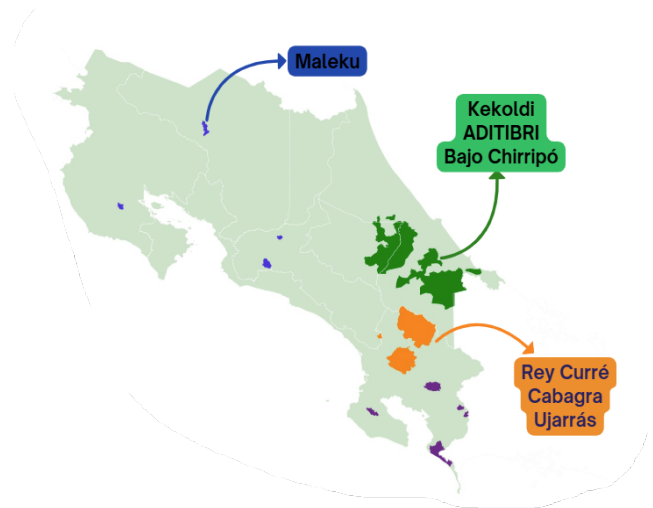 Maleku
Kekoldi
ADITIBRI
Bajo Chirripó
Rey Curré
Cabagra
Ujarrás